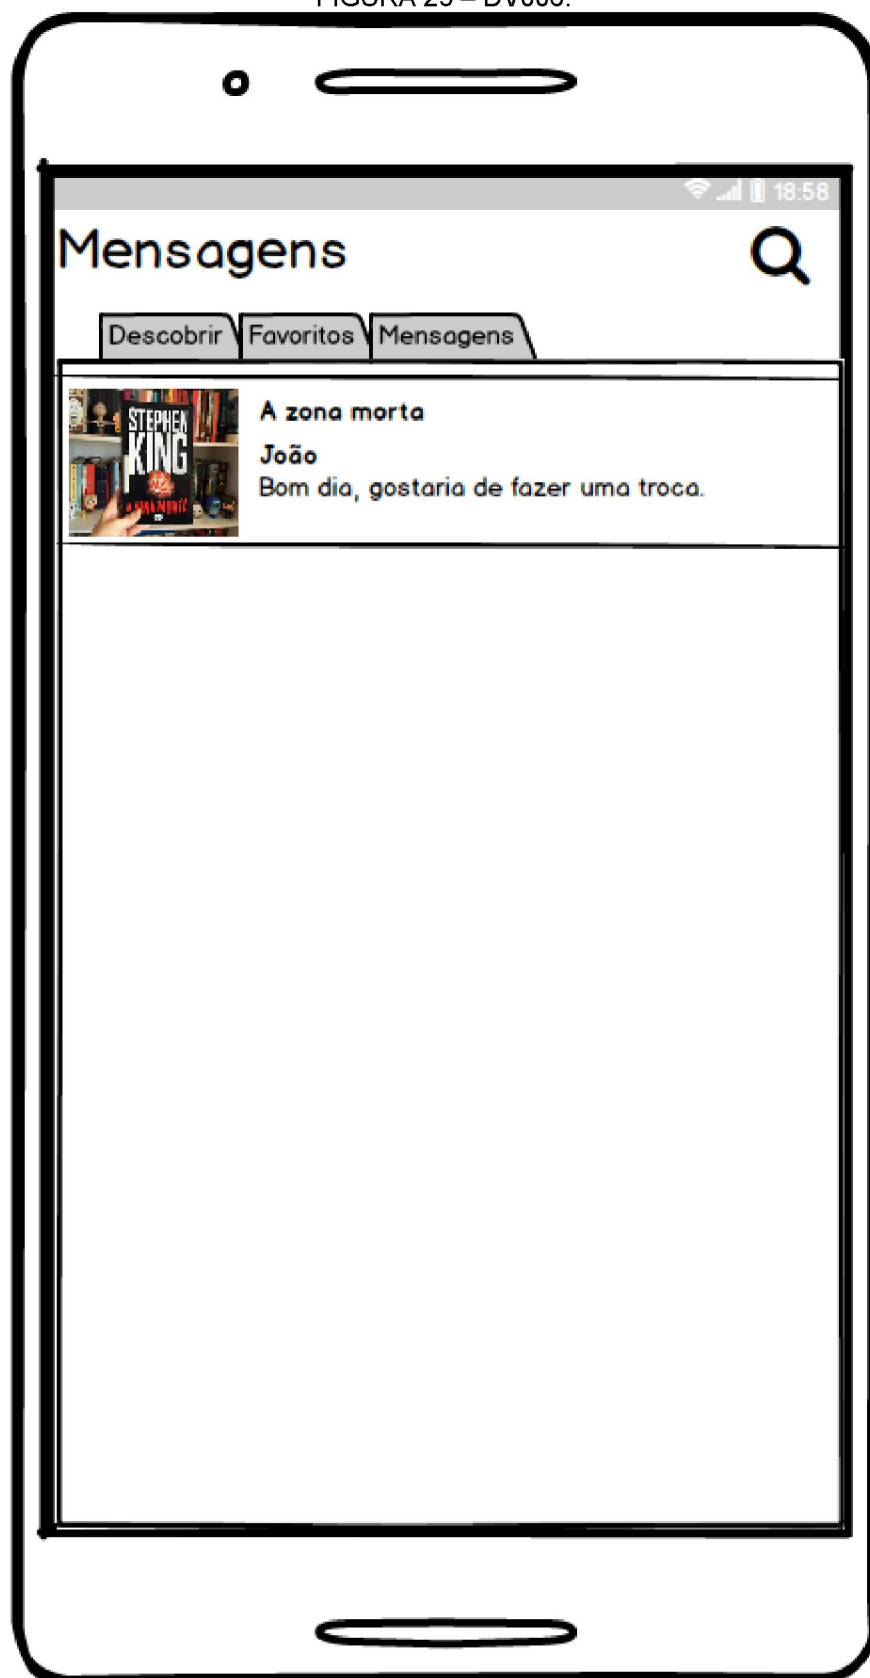 18:58
Mensagens
Descobrir Favoritos Mensagens
STEPHEN
KING
A zona morta
João
Bom dia, gostaria de fazer uma troca.